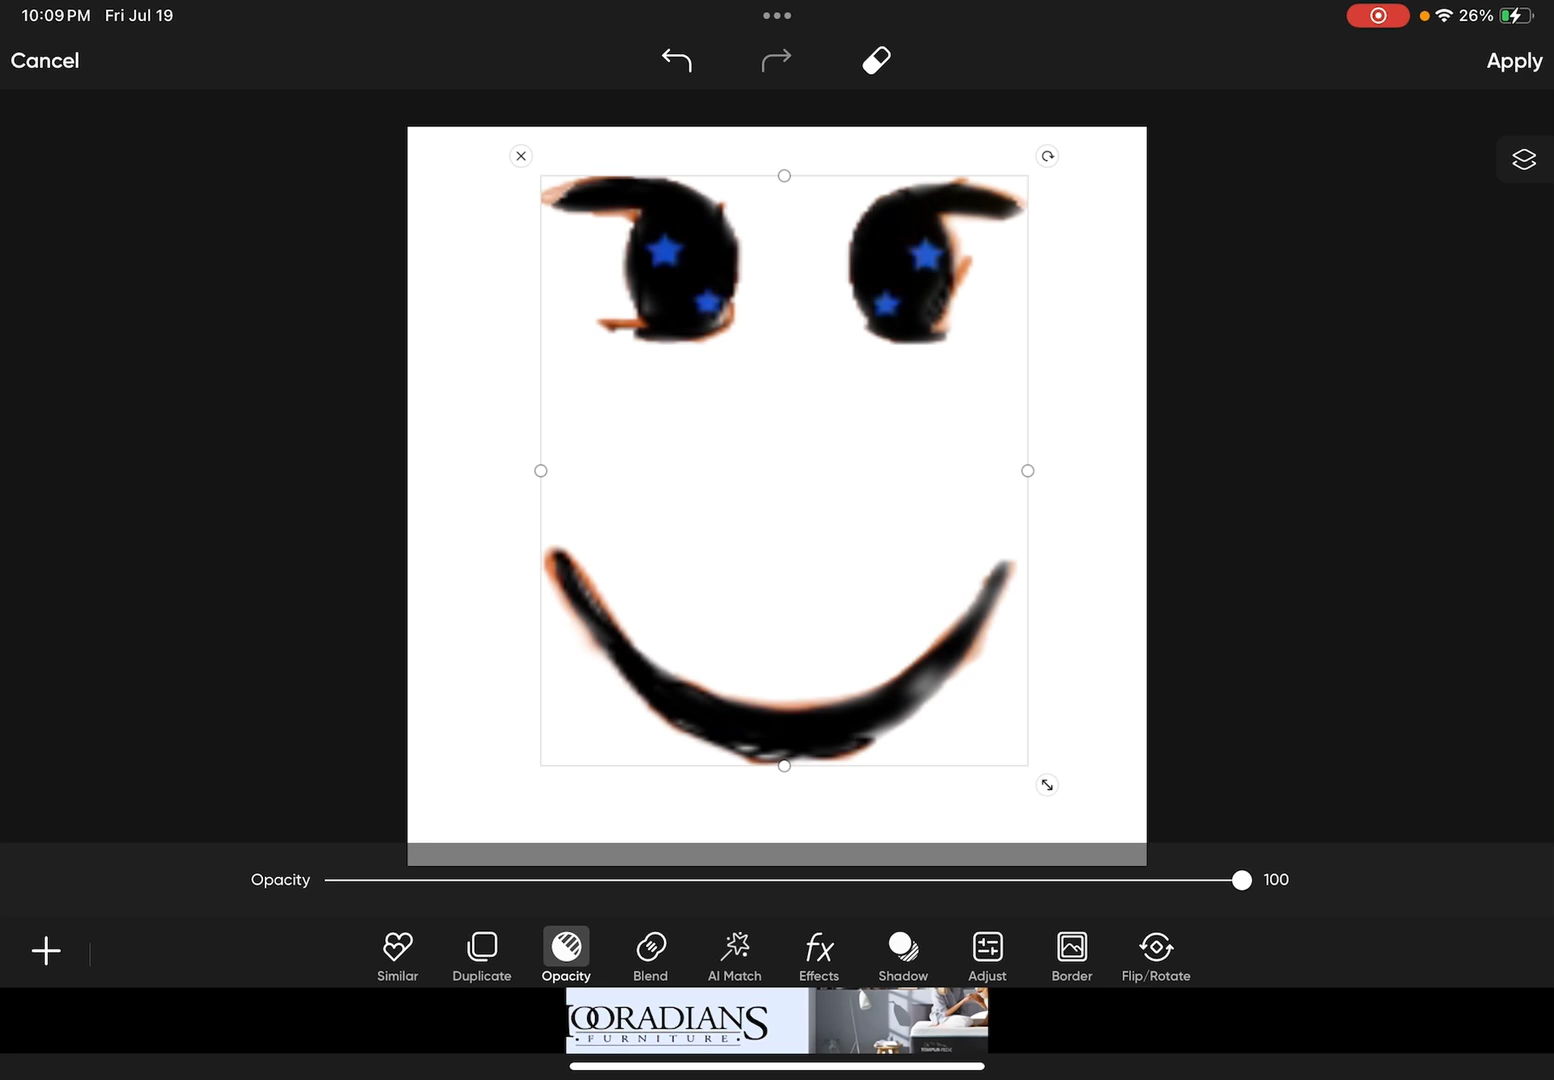 10:09 PM Fri Jul 19
26%
Cancel
Apply
Opacity
100
Similar
Duplicate
Opacity
Blend
AI Match
Effects
Shadow
Adjust
Border
Flip/Rotate
OORADIANS
FURNITURE